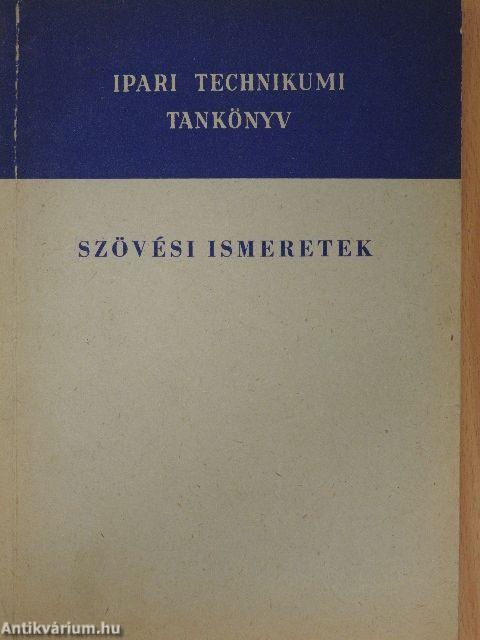 IPARI TECHNIKUMI
TANKÖNYV
SZÖVÉSI ISMERETEK
Antikvárium.hu